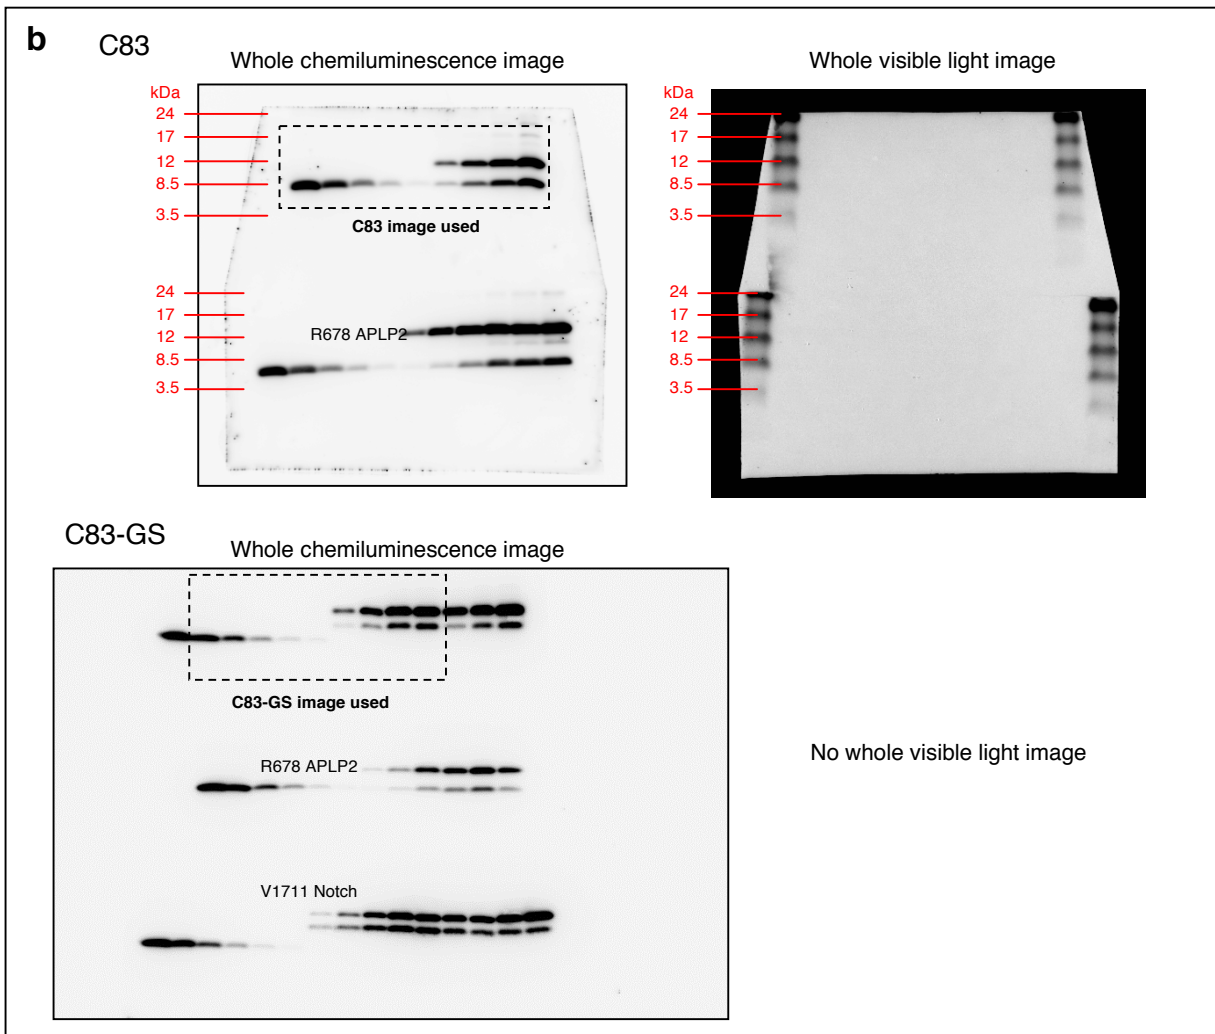 b
C83
Whole chemiluminescence image
Whole visible light image
kDa
24
17
12
8.5
3.5
C83 image used
24
17
12
8.5
3.5
R678 APLP2
kDa
24
17
12
8.5
3.5
24
17
12
8.5
3.5
C83-GS
Whole chemiluminescence image
C83-GS image used
R678 APLP2
V1711 Notch
No whole visible light image